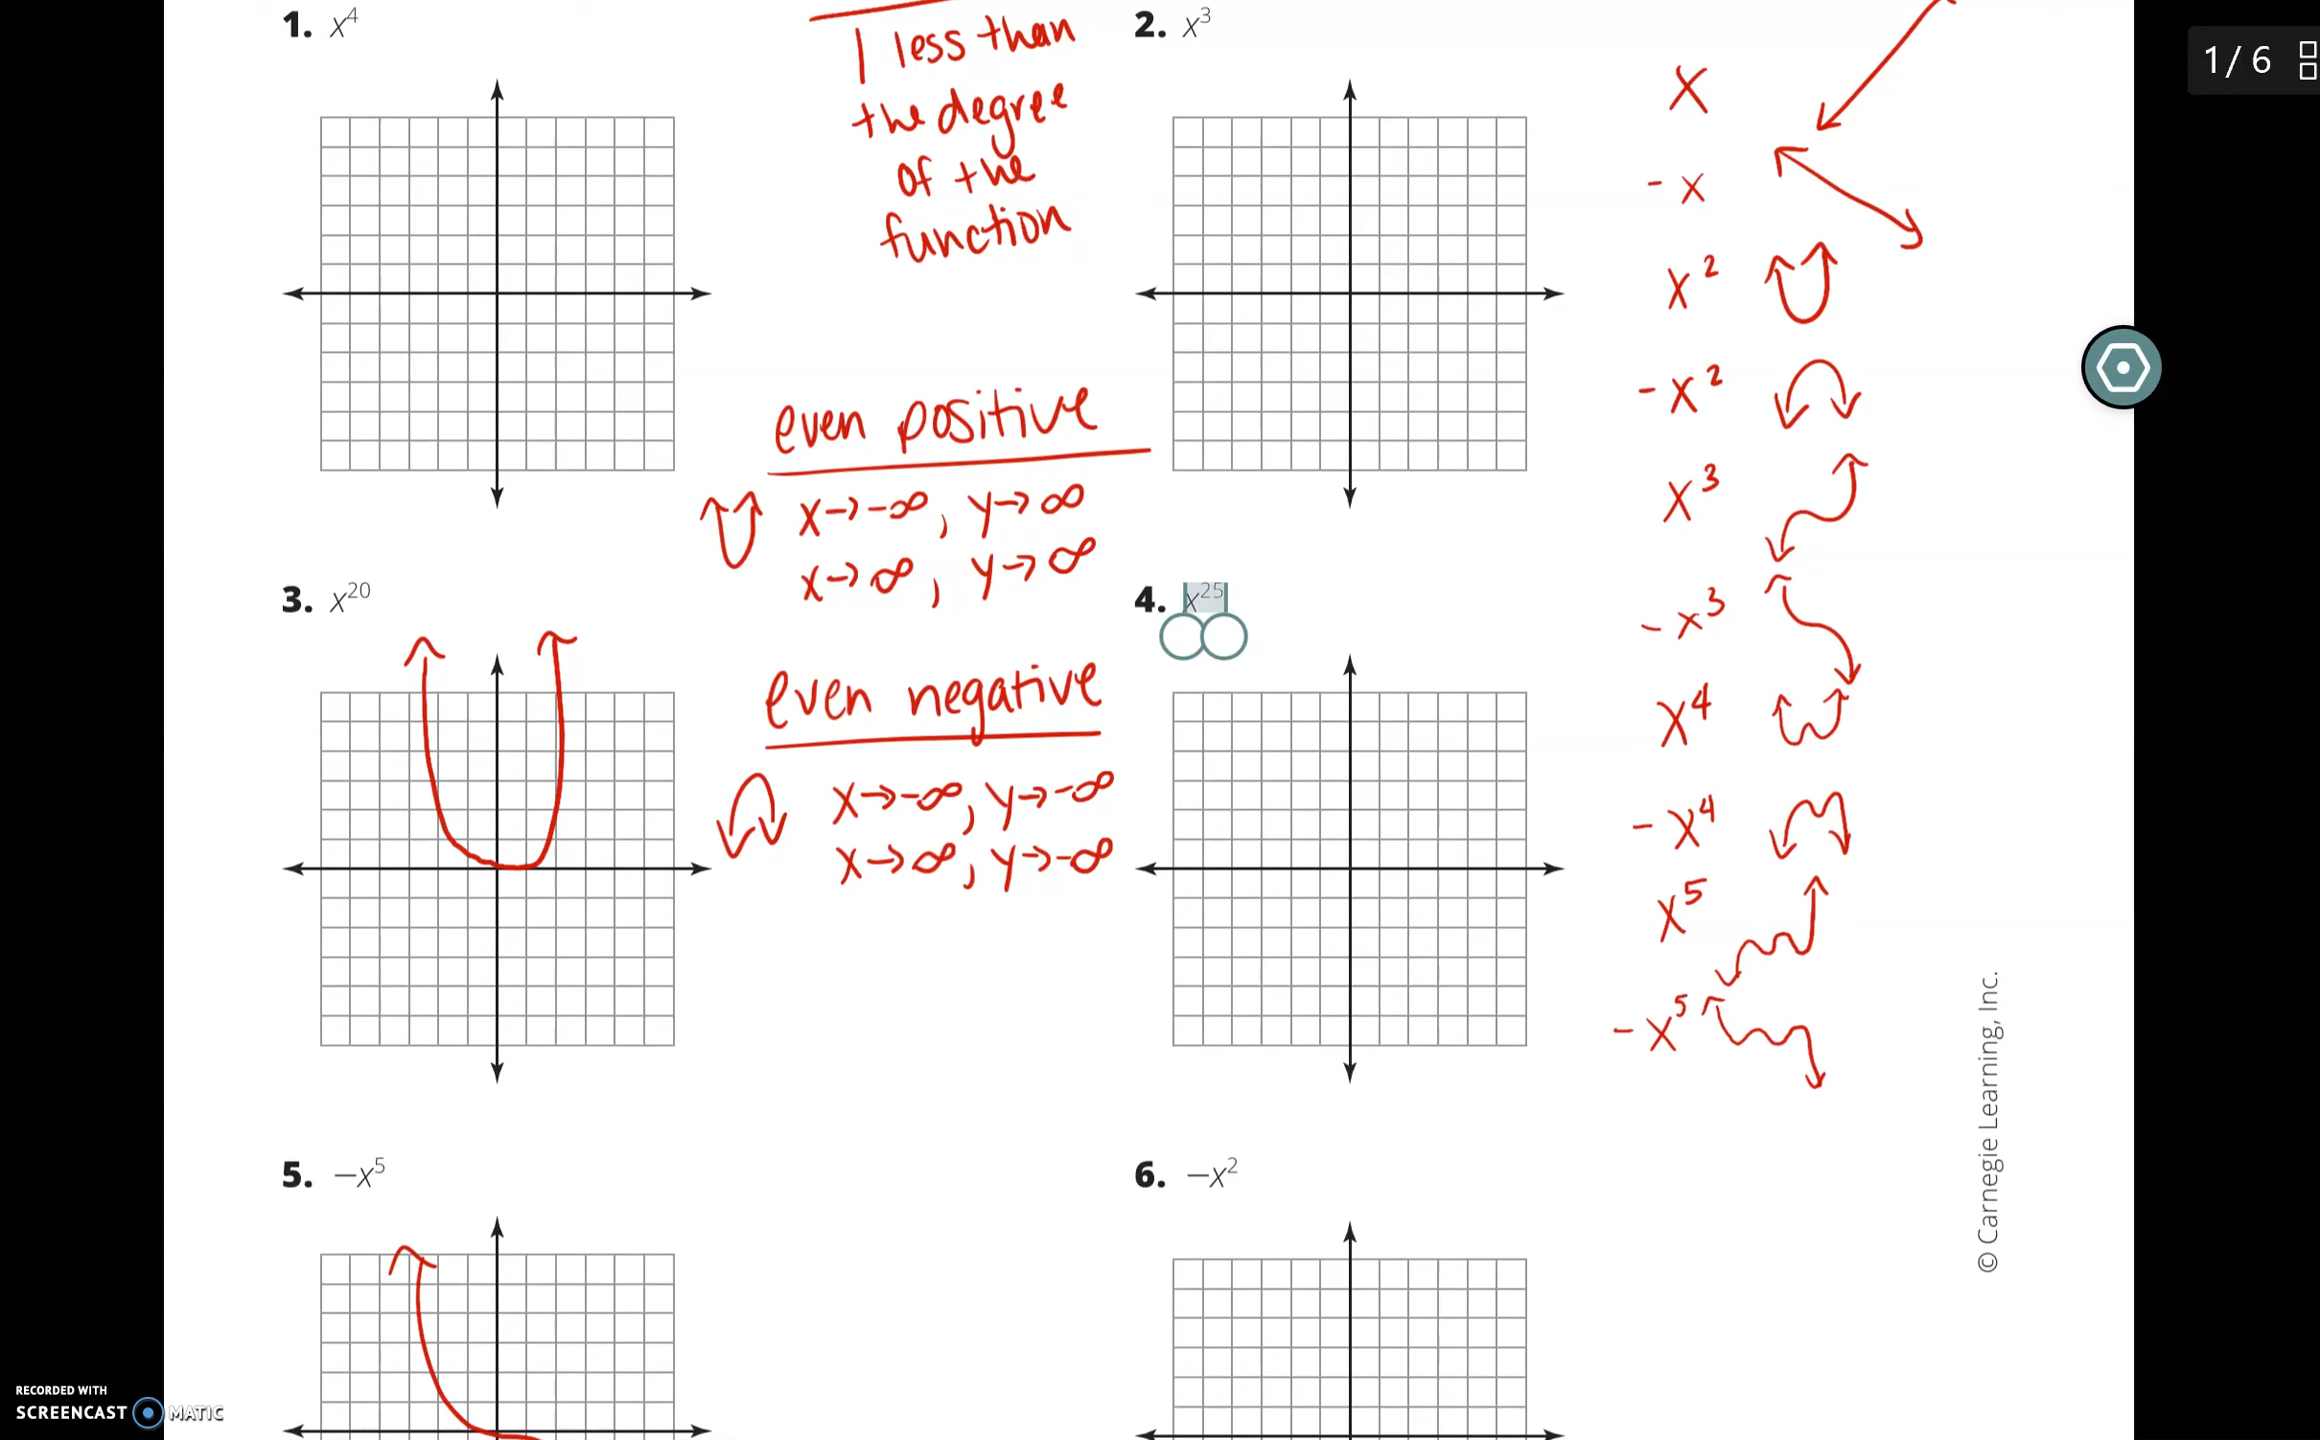 1. x⁴
1 less than
the degree
of the
function
2. x³
1 / 6
x
- x
x²
- x²
x³
- x³
x⁴
- x⁴
x⁵
- x⁵
even positive
x→-∞, y→∞
x→∞, y→∞
3. x²⁰
4. x²⁵
even negative
x→-∞, y→-∞
x→∞, y→-∞
5. −x⁵
6. −x²
© Carnegie Learning, Inc.
RECORDED WITH
SCREENCAST MATIC